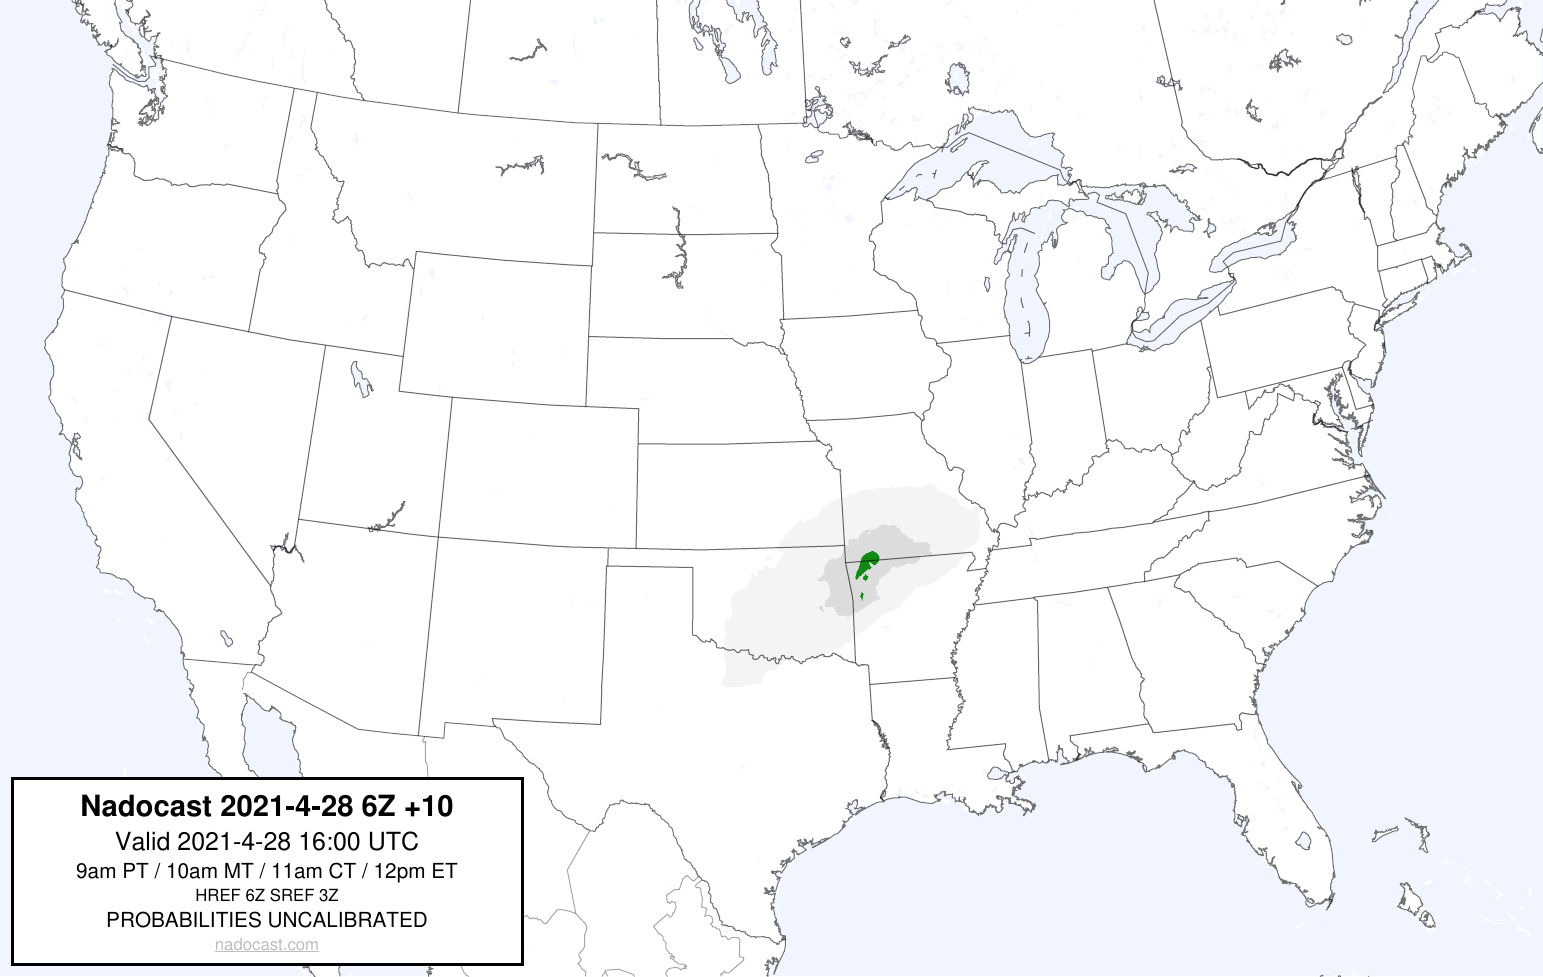 Nadocast 2021-4-28 6Z +10
Valid 2021-4-28 16:00 UTC
9am PT / 10am MT / 11am CT / 12pm ET
HREF 6Z SREF 3Z
PROBABILITIES UNCALIBRATED
nadocast.com